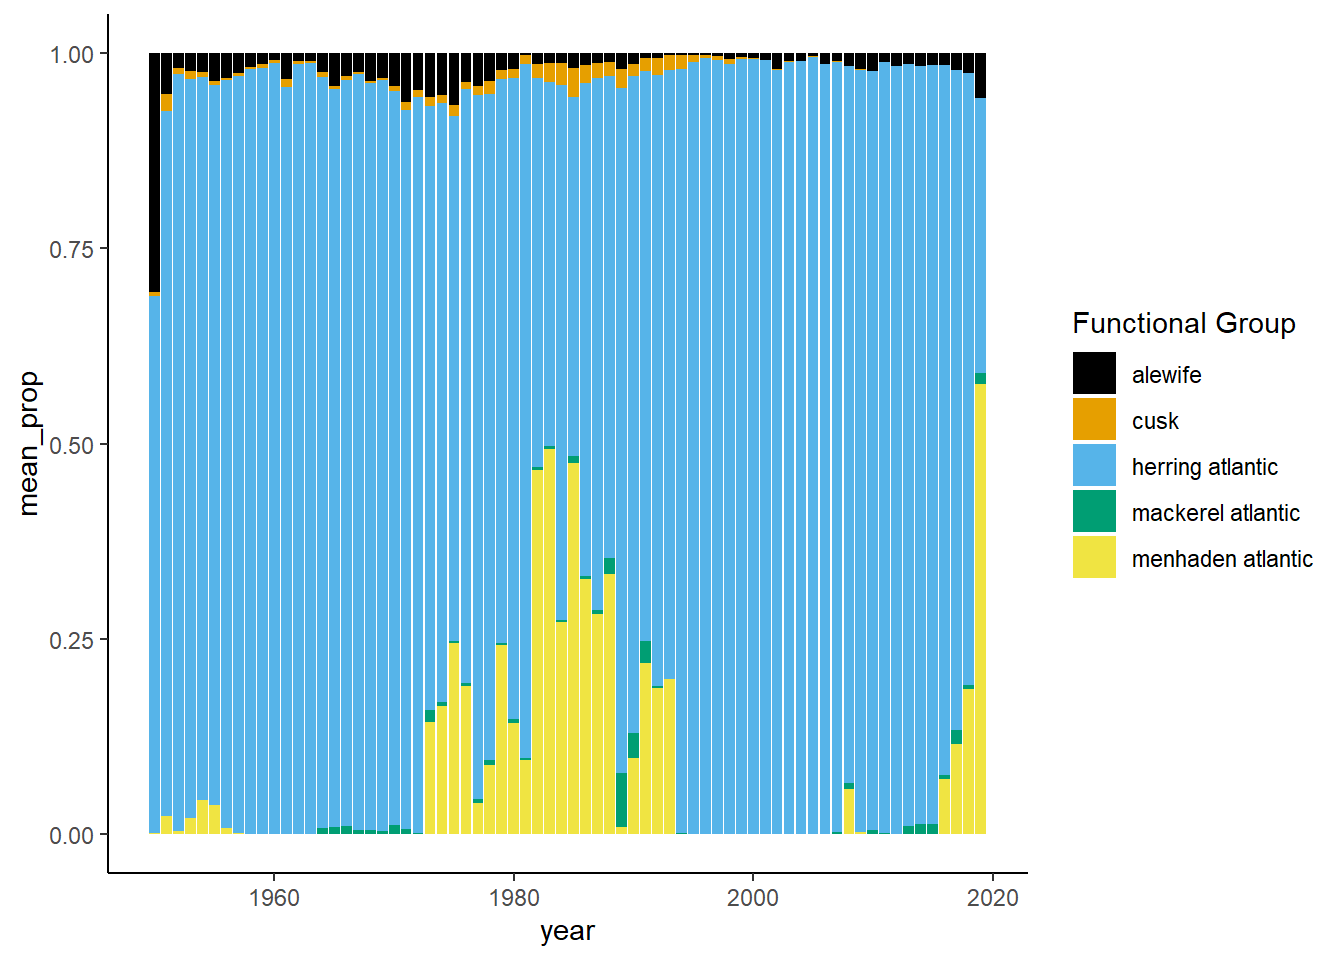 1.00
0.75
0.50
0.25
0.00
mean_prop
1960
1980
2000
2020
year
Functional Group
alewife
cusk
herring atlantic
mackerel atlantic
menhaden atlantic